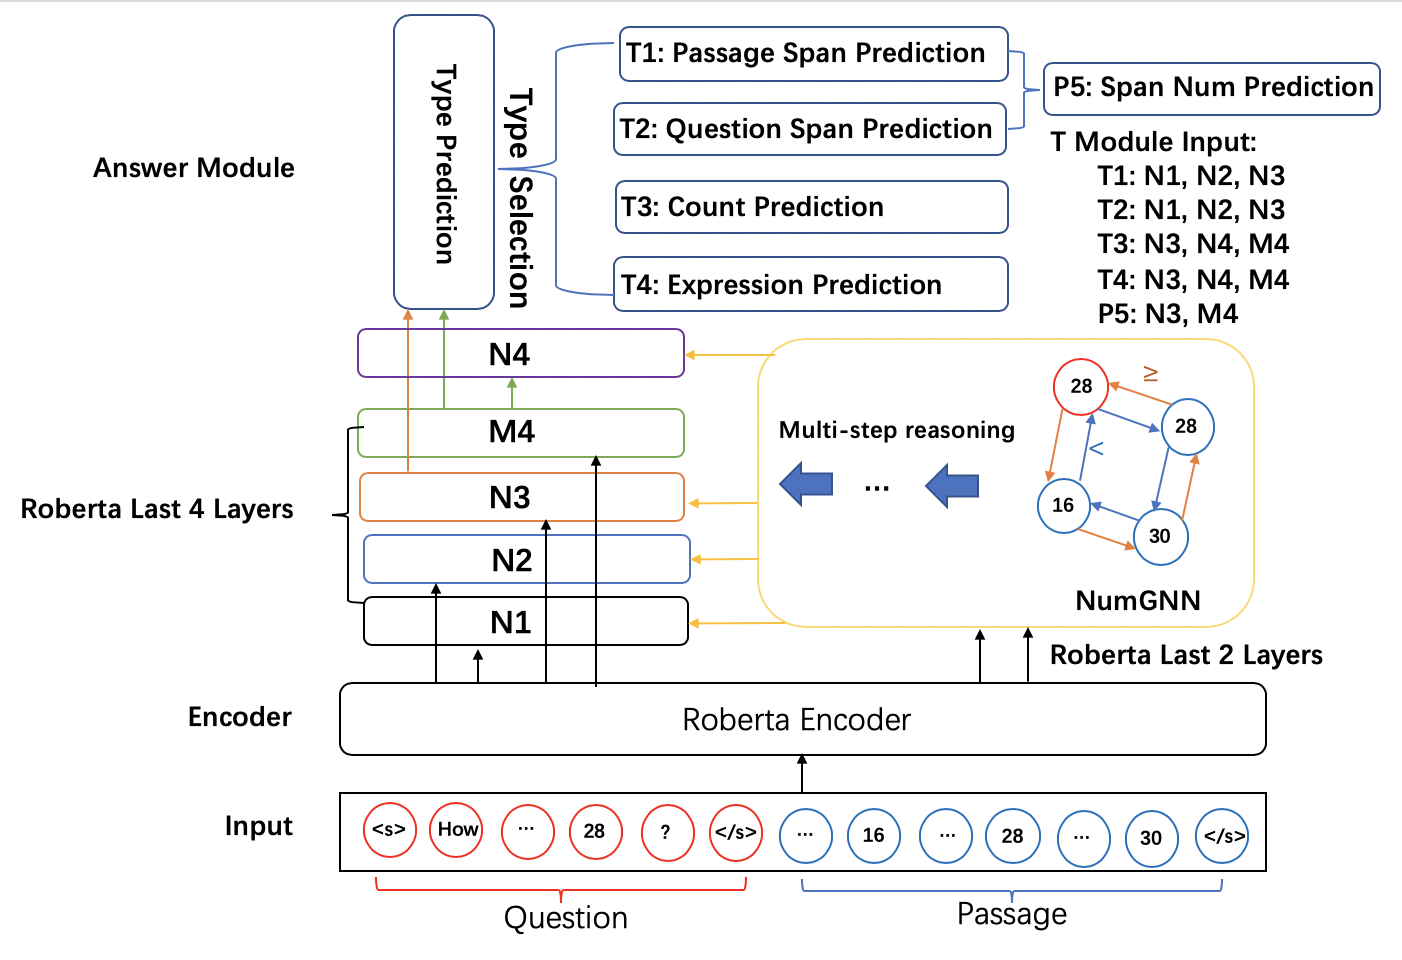 Answer Module
Type Prediction
Type Selection
T1: Passage Span Prediction
T2: Question Span Prediction
T3: Count Prediction
T4: Expression Prediction
P5: Span Num Prediction
T Module Input:
T1: N1, N2, N3
T2: N1, N2, N3
T3: N3, N4, M4
T4: N3, N4, M4
P5: N3, M4
Roberta Last 4 Layers
N4
M4
N3
N2
N1
Multi-step reasoning
...
28
≥
28
<
16
30
NumGNN
Roberta Last 2 Layers
Encoder
Roberta Encoder
Input
<s> How ... 28 ? </s> ... 16 ... 28 ... 30 </s>
Question
Passage